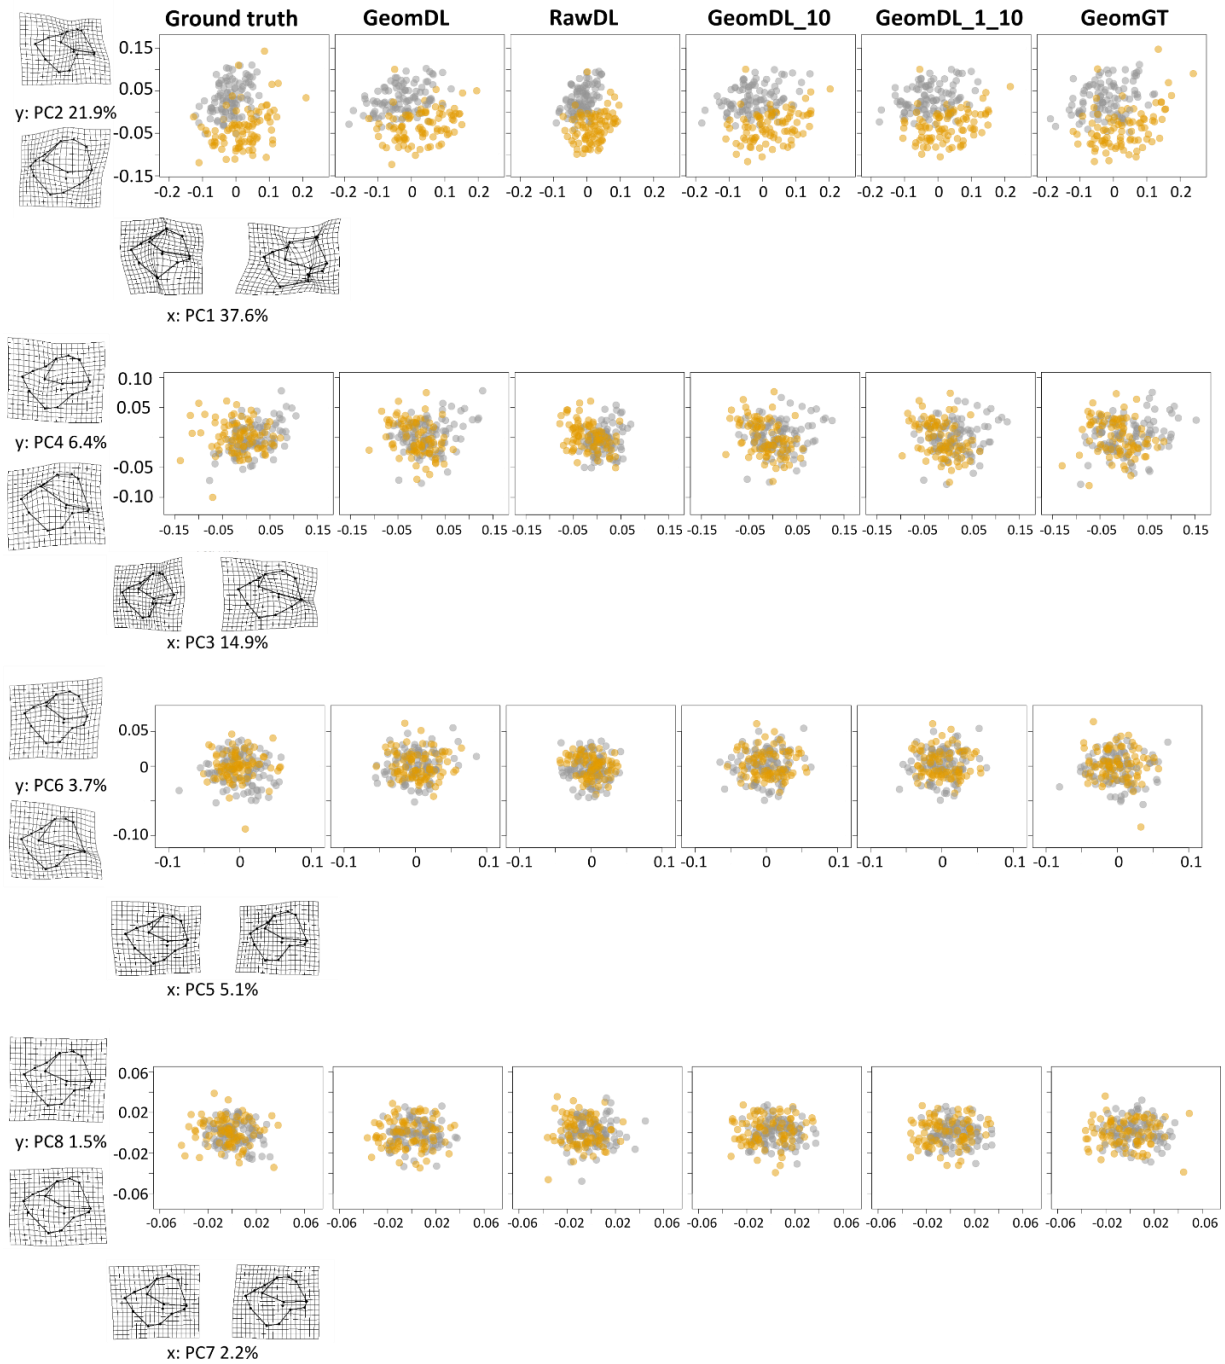 Ground truth GeomDL RawDL GeomDL_10 GeomDL_1_10 GeomGT
0.15
0.05
y: PC2 21.9%
-0.05
-0.15
-0.2 -0.1 0 0.1 0.2 -0.2 -0.1 0 0.1 0.2 -0.2 -0.1 0 0.1 0.2 -0.2 -0.1 0 0.1 0.2 -0.2 -0.1 0 0.1 0.2 -0.2 -0.1 0 0.1 0.2
x: PC1 37.6%
0.10
0.05
y: PC4 6.4%
-0.05
-0.10
-0.15 -0.05 0.05 0.15 -0.15 -0.05 0.05 0.15 -0.15 -0.05 0.05 0.15 -0.15 -0.05 0.05 0.15 -0.15 -0.05 0.05 0.15 -0.15 -0.05 0.05 0.15
x: PC3 14.9%
0.05
0
y: PC6 3.7%
-0.10
-0.1 0 0.1 -0.1 0 0.1 -0.1 0 0.1 -0.1 0 0.1 -0.1 0 0.1 -0.1 0 0.1
x: PC5 5.1%
0.06
0.02
y: PC8 1.5%
-0.02
-0.06
-0.06 -0.02 0.02 0.06 -0.06 -0.02 0.02 0.06 -0.06 -0.02 0.02 0.06 -0.06 -0.02 0.02 0.06 -0.06 -0.02 0.02 0.06 -0.06 -0.02 0.02 0.06
x: PC7 2.2%